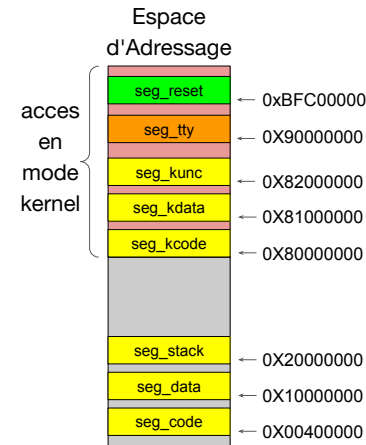 Espace
d'Adressage
acces
en
mode
kernel
seg_reset
0xBFC00000
seg_tty
0X90000000
seg_kunc
0X82000000
seg_kdata
0X81000000
seg_kcode
0X80000000
seg_stack
0X20000000
seg_data
0X10000000
seg_code
0X00400000